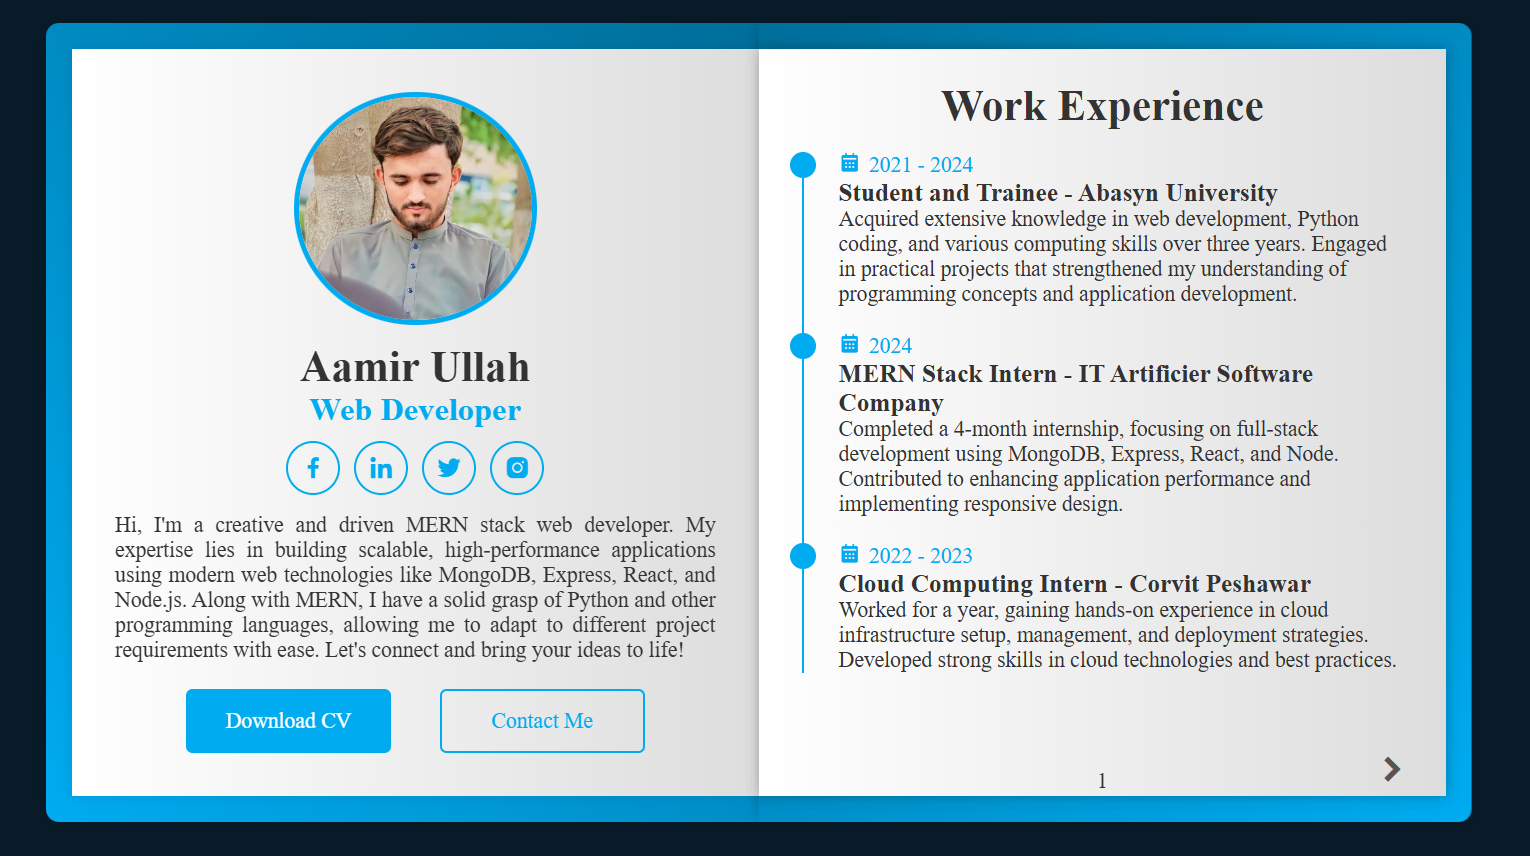 Aamir Ullah
Web Developer
Hi, I'm a creative and driven MERN stack web developer. My
expertise lies in building scalable, high-performance applications
using modern web technologies like MongoDB, Express, React, and
Node.js. Along with MERN, I have a solid grasp of Python and other
programming languages, allowing me to adapt to different project
requirements with ease. Let's connect and bring your ideas to life!
Download CV
Contact Me
Work Experience
2021 - 2024
Student and Trainee - Abasyn University
Acquired extensive knowledge in web development, Python
coding, and various computing skills over three years. Engaged
in practical projects that strengthened my understanding of
programming concepts and application development.
2024
MERN Stack Intern - IT Artificier Software
Company
Completed a 4-month internship, focusing on full-stack
development using MongoDB, Express, React, and Node.
Contributed to enhancing application performance and
implementing responsive design.
2022 - 2023
Cloud Computing Intern - Corvit Peshawar
Worked for a year, gaining hands-on experience in cloud
infrastructure setup, management, and deployment strategies.
Developed strong skills in cloud technologies and best practices.
1